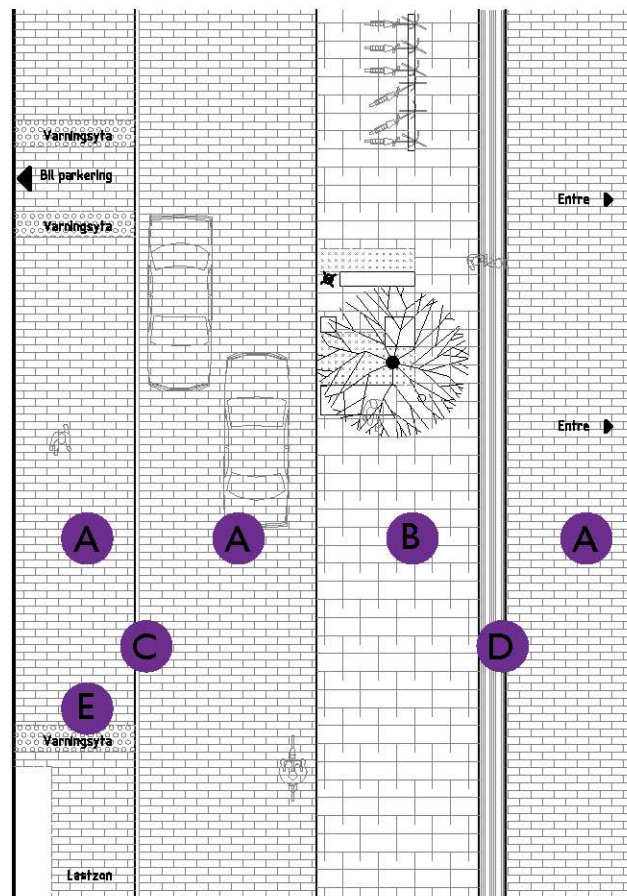 Varningsyta
Bil parkering
Entre
Varningsyta
Entre
A
A
B
A
C
D
E
Varningsyta
Lastzon